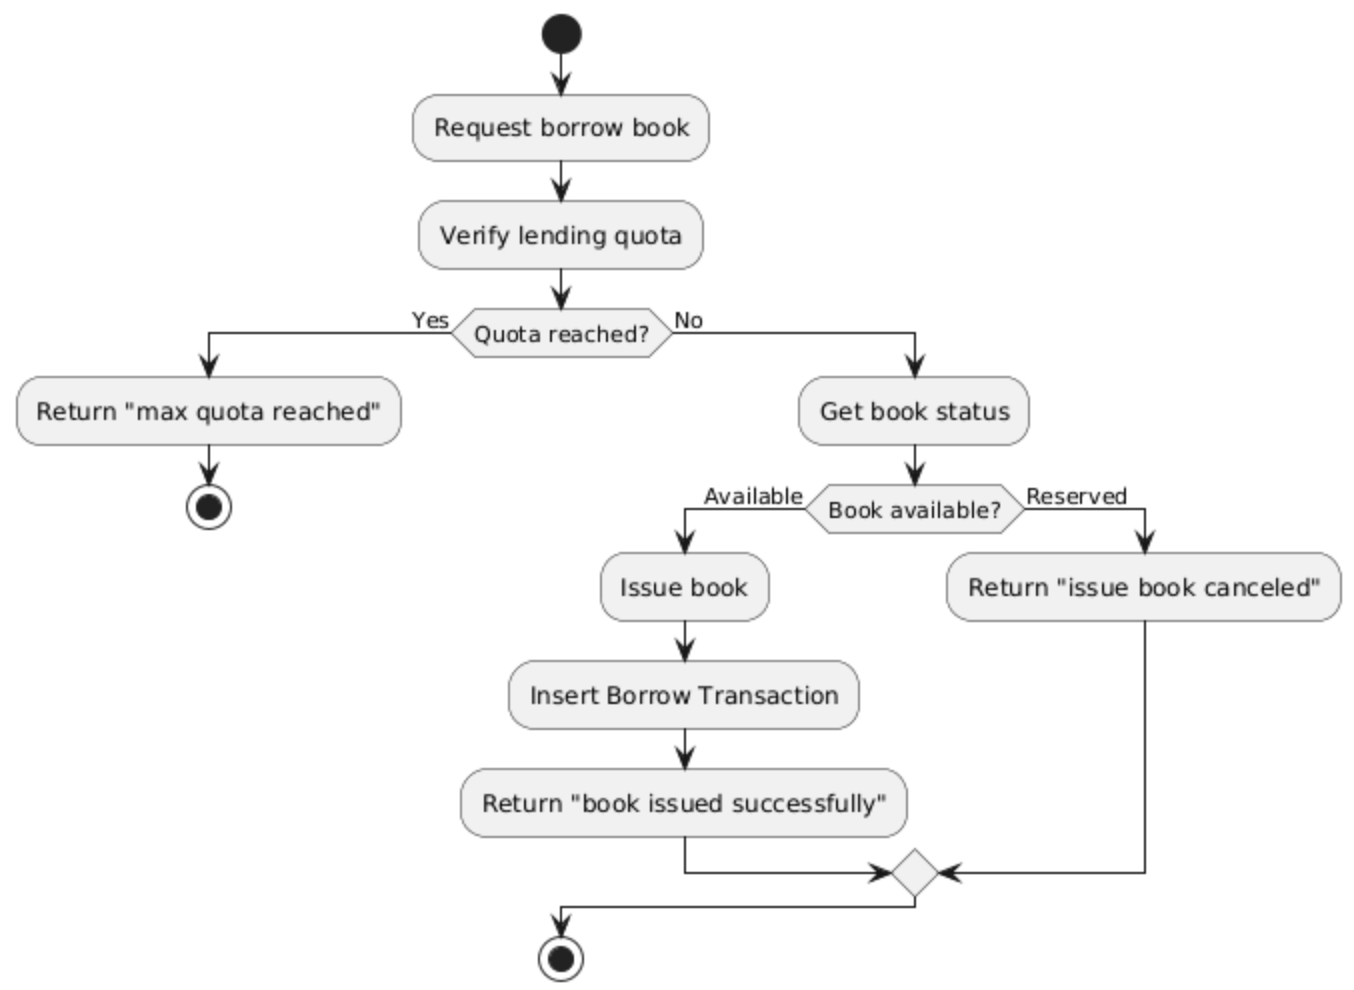 Request borrow book
Verify lending quota
Yes
Quota reached?
No
Return "max quota reached"
Get book status
Available
Book available?
Reserved
Issue book
Return "issue book canceled"
Insert Borrow Transaction
Return "book issued successfully"